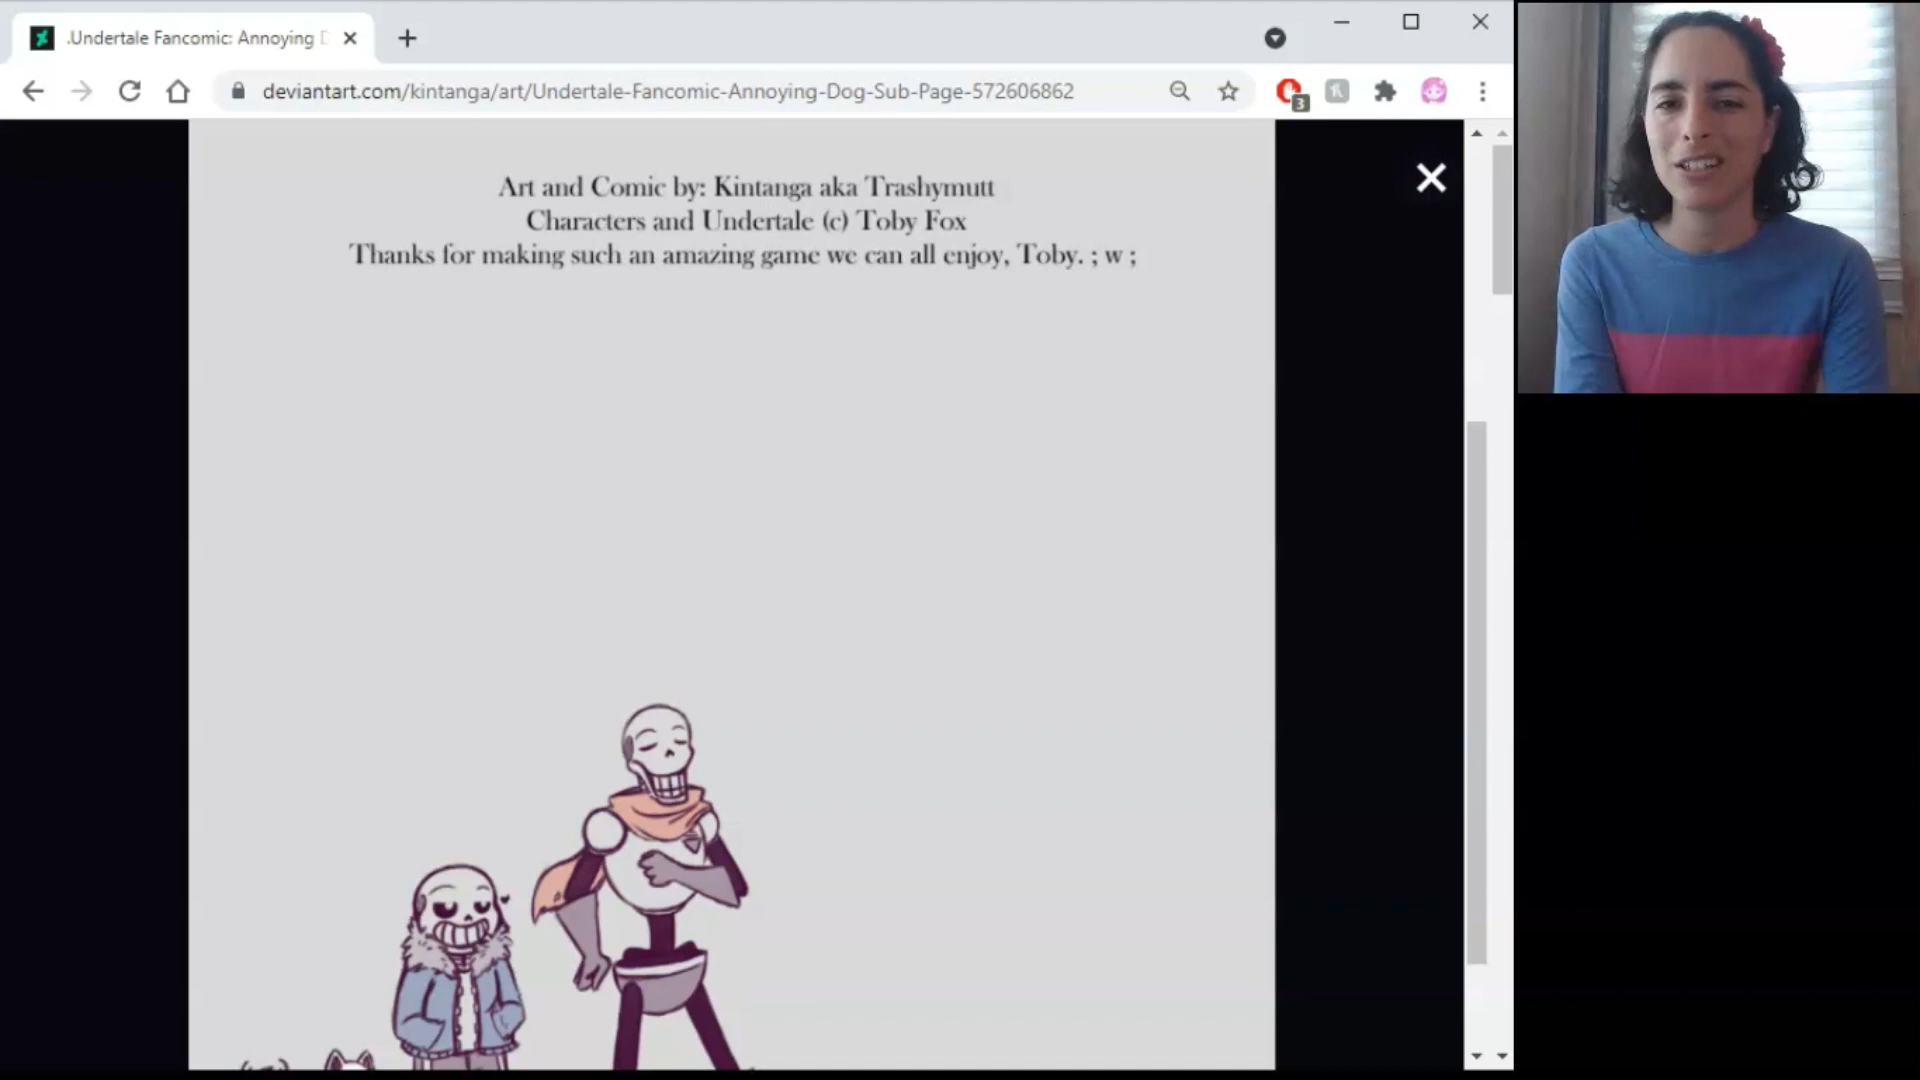 .Undertale Fancomic: Annoying D
deviantart.com/kintanga/art/Undertale-Fancomic-Annoying-Dog-Sub-Page-572606862
3
Art and Comic by: Kintanga aka Trashymutt
Characters and Undertale (c) Toby Fox
Thanks for making such an amazing game we can all enjoy, Toby. ; w ;